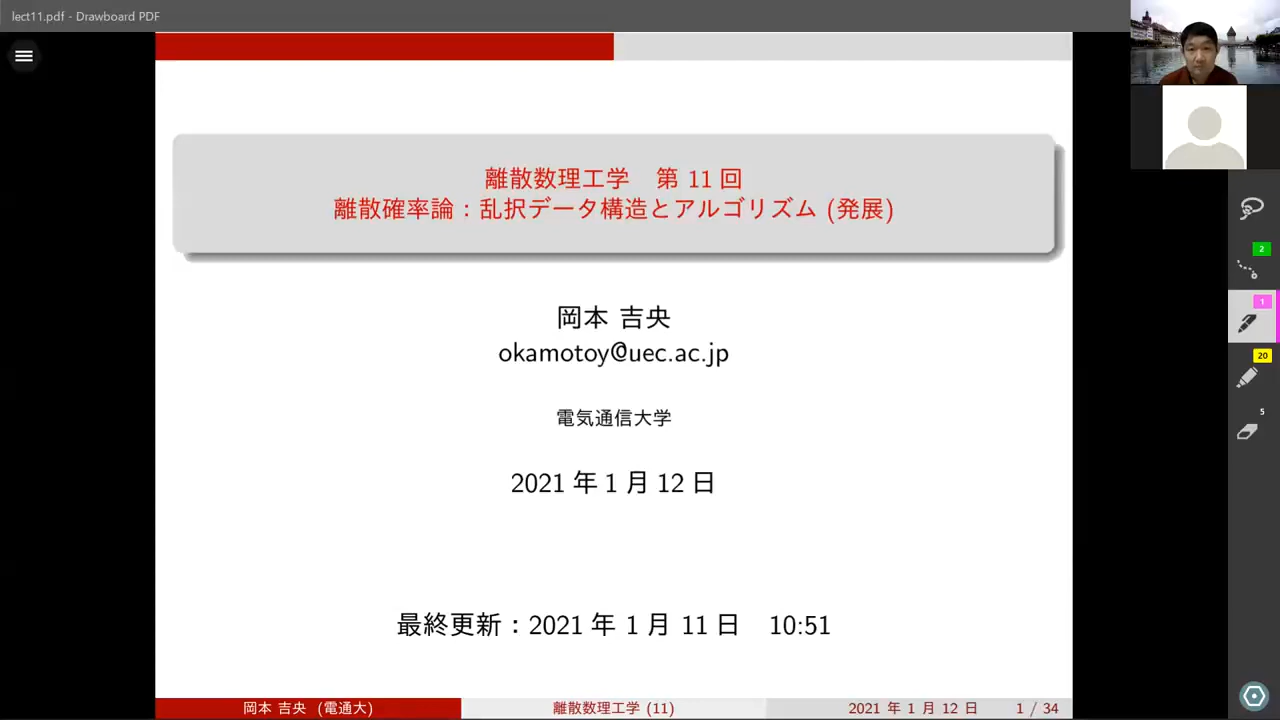 lect11.pdf - Drawboard PDF
離散数理工学　第 11 回
離散確率論：乱択データ構造とアルゴリズム (発展)
岡本 吉央
okamotoy@uec.ac.jp
電気通信大学
2021 年 1 月 12 日
最終更新：2021 年 1 月 11 日　10:51
岡本 吉央 (電通大)
離散数理工学 (11)
2021 年 1 月 12 日
1 / 34
2
1
20
5